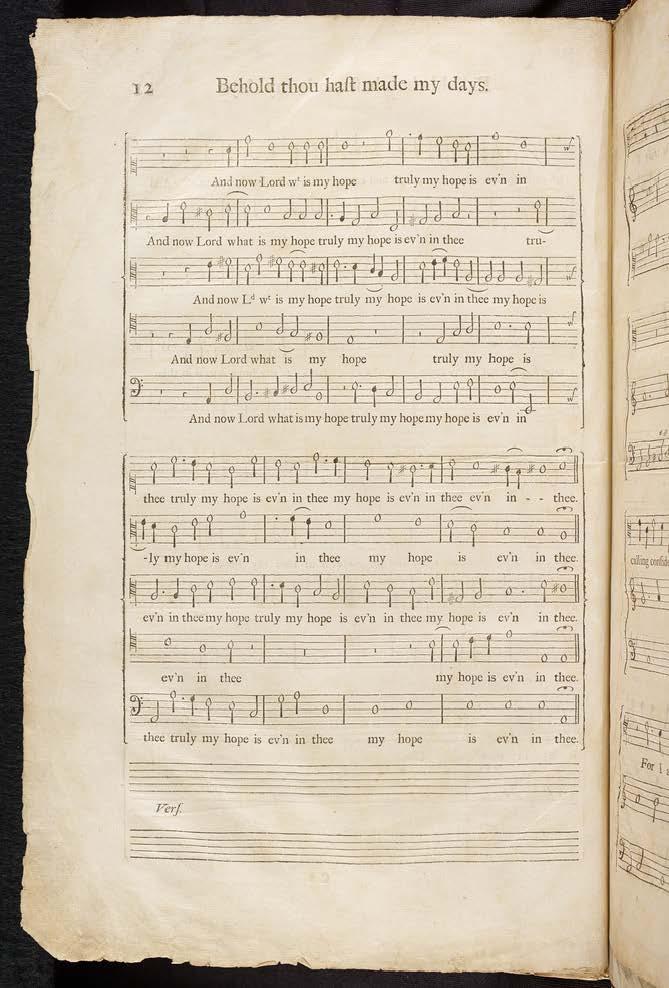 12 Behold thou haſt made my days.
And now Lord wᵗ is my hope truly my hope is ev'n in
And now Lord what is my hope truly my hope is ev'n in thee tru-
And now Lᵈ wᵗ is my hope truly my hope is ev'n in thee my hope is
And now Lord what is my hope truly my hope is
And now Lord what is my hope truly my hope my hope is ev'n in
thee truly my hope is ev'n in thee my hope is ev'n in thee ev'n in - - thee.
-ly my hope is ev'n in thee my hope is ev'n in thee.
ev'n in thee my hope truly my hope is ev'n in thee my hope is ev'n in thee.
ev'n in thee my hope is ev'n in thee.
thee truly my hope is ev'n in thee my hope is ev'n in thee.
Verſ.
For I